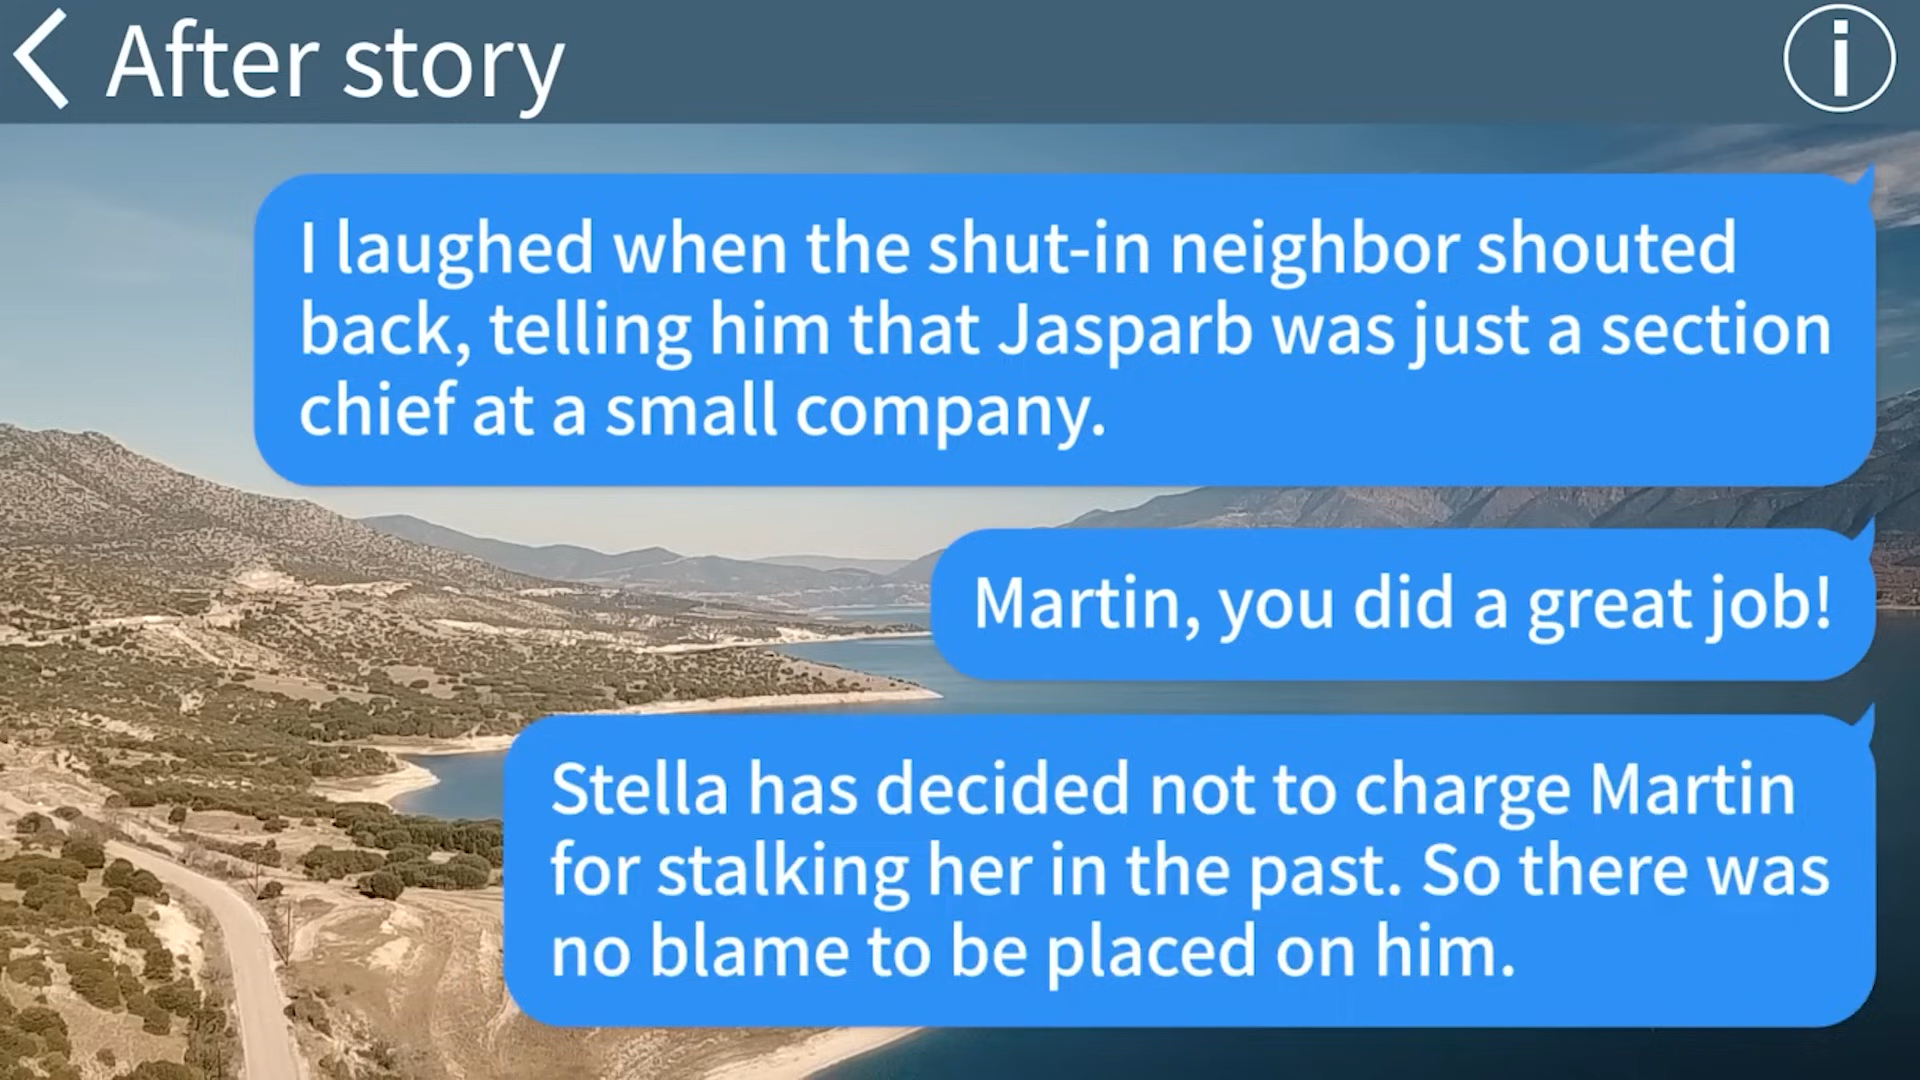 After story
I laughed when the shut-in neighbor shouted
back, telling him that Jasparb was just a section
chief at a small company.
Martin, you did a great job!
Stella has decided not to charge Martin
for stalking her in the past. So there was
no blame to be placed on him.